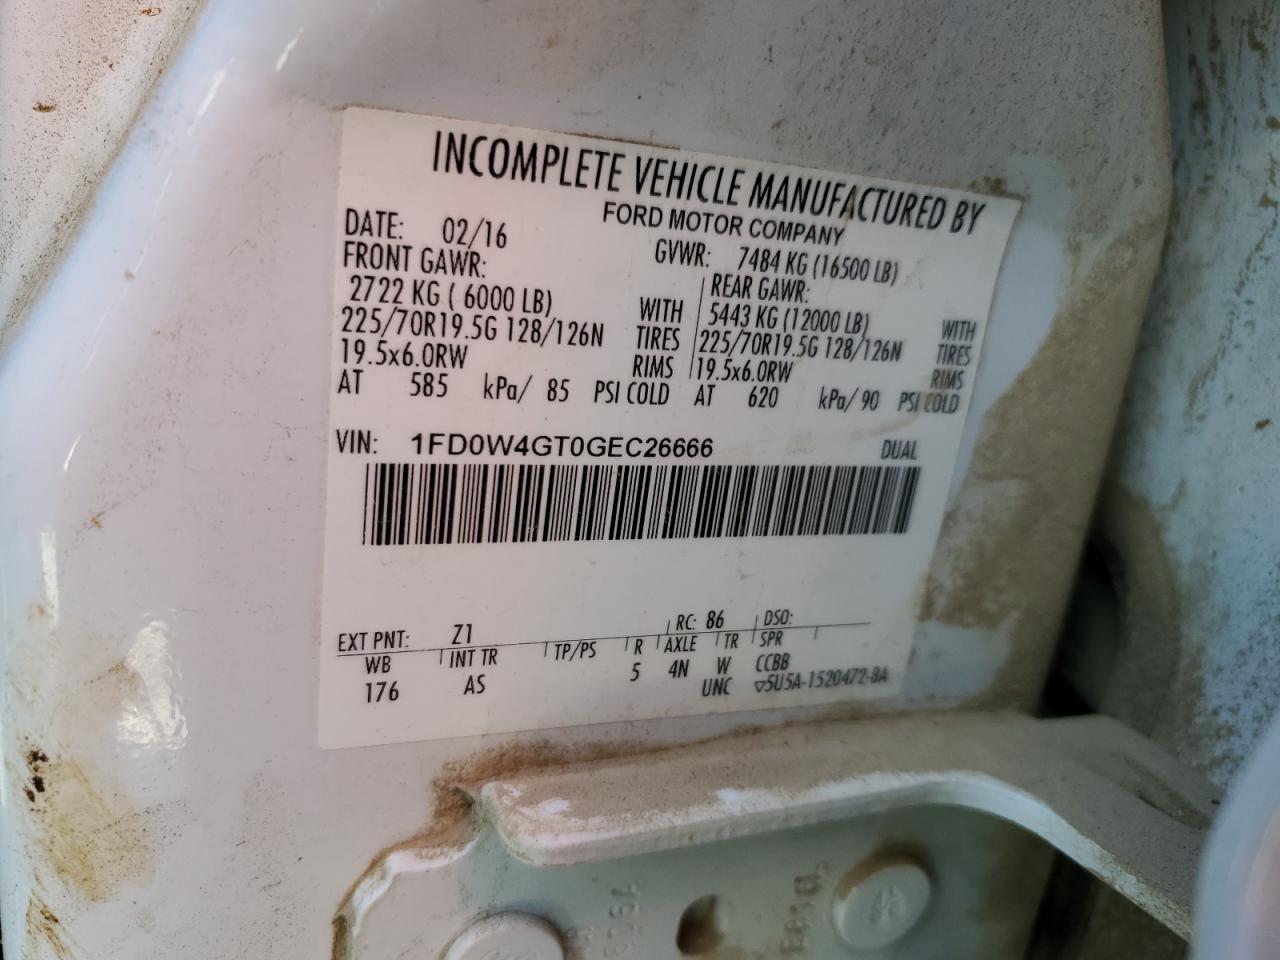 INCOMPLETE VEHICLE MANUFACTURED BY
FORD MOTOR COMPANY
DATE: 02/16 GVWR: 7484 KG (16500 LB)
FRONT GAWR: REAR GAWR:
2722 KG ( 6000 LB) WITH 5443 KG (12000 LB) WITH
225/70R19.5G 128/126N TIRES 225/70R19.5G 128/126N TIRES
19.5x6.0RW RIMS 19.5x6.0RW RIMS
AT 585 kPa/ 85 PSI COLD AT 620 kPa/ 90 PSI COLD
VIN: 1FD0W4GT0GEC26666 DUAL
EXT PNT: Z1 RC: 86 DSO:
WB INT TR TP/PS R AXLE TR SPR
176 AS 5 4N W CCBB
UNC ▽5U5A-1520472-BA